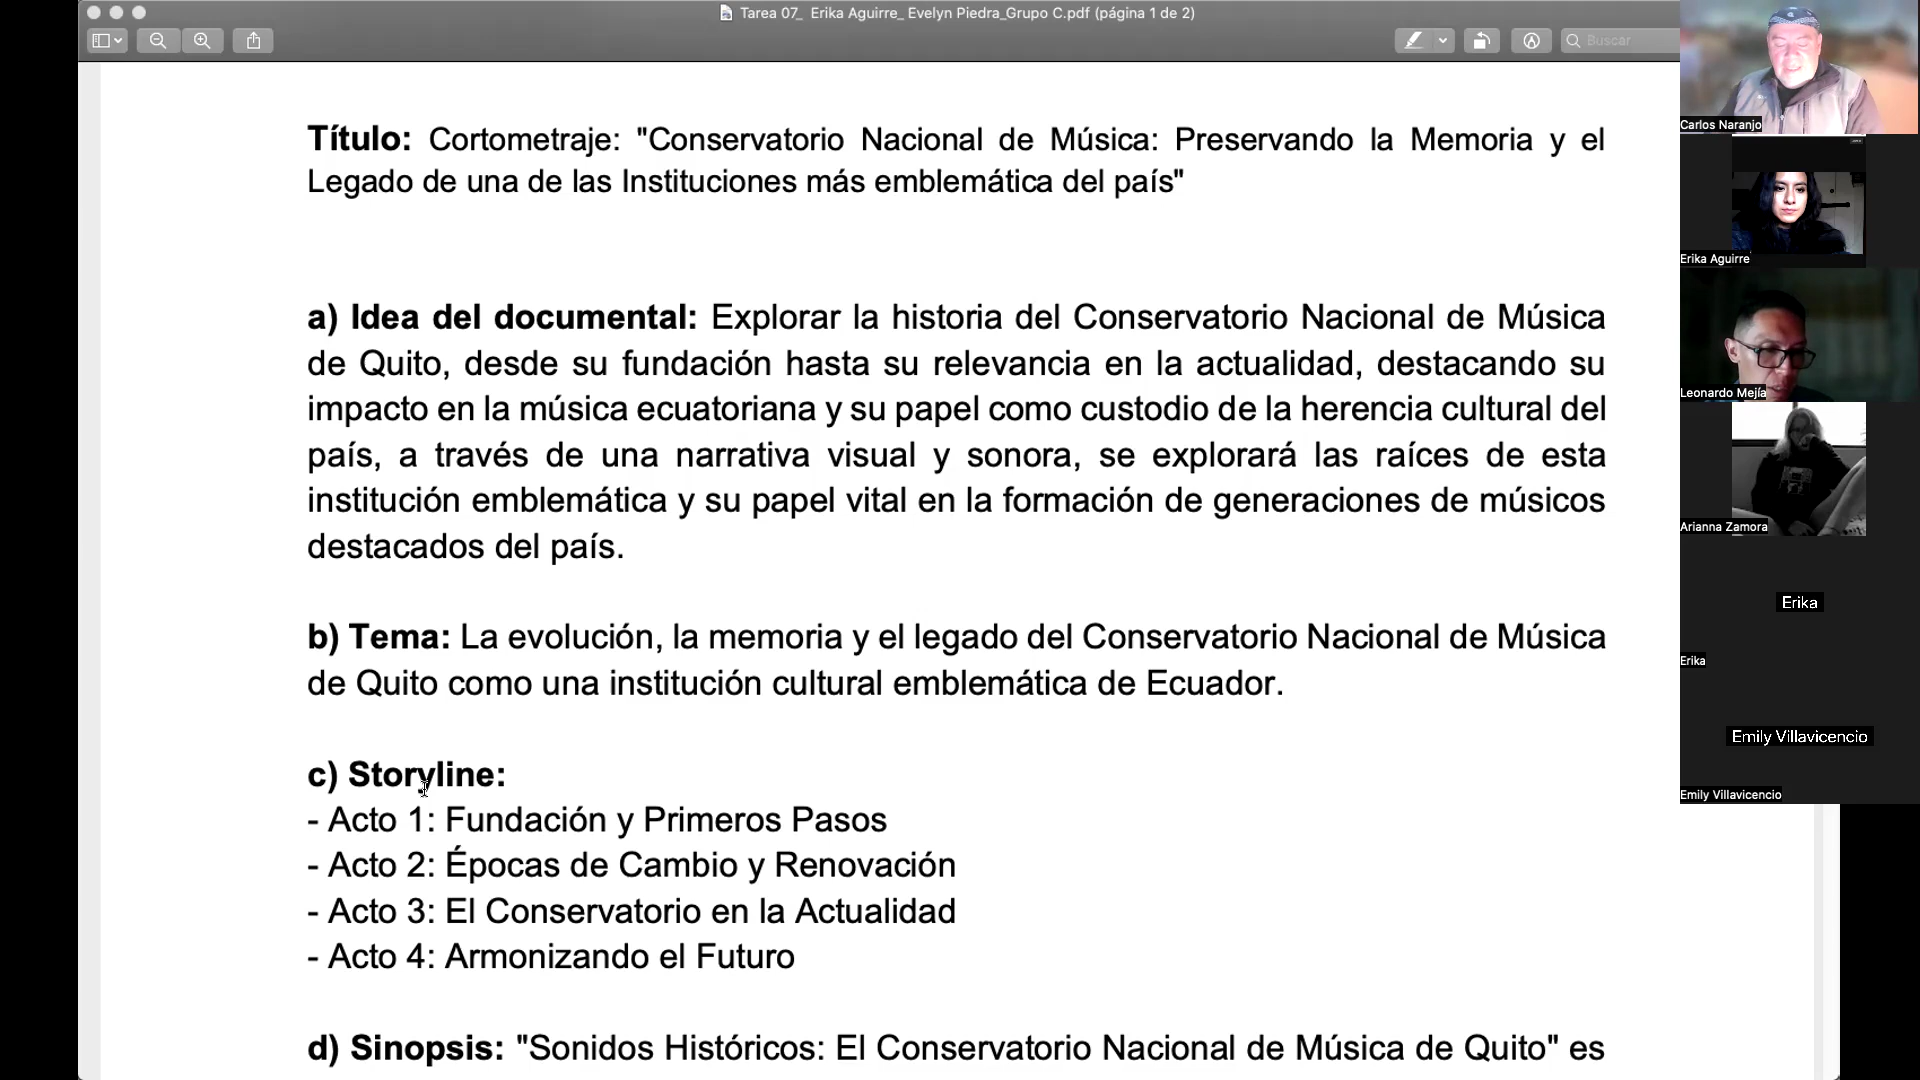 Tarea 07_ Erika Aguirre_ Evelyn Piedra_Grupo C.pdf (página 1 de 2)
Buscar
Título: Cortometraje: "Conservatorio Nacional de Música: Preservando la Memoria y el
Legado de una de las Instituciones más emblemática del país"
a) Idea del documental: Explorar la historia del Conservatorio Nacional de Música
de Quito, desde su fundación hasta su relevancia en la actualidad, destacando su
impacto en la música ecuatoriana y su papel como custodio de la herencia cultural del
país, a través de una narrativa visual y sonora, se explorará las raíces de esta
institución emblemática y su papel vital en la formación de generaciones de músicos
destacados del país.
b) Tema: La evolución, la memoria y el legado del Conservatorio Nacional de Música
de Quito como una institución cultural emblemática de Ecuador.
c) Storyline:
- Acto 1: Fundación y Primeros Pasos
- Acto 2: Épocas de Cambio y Renovación
- Acto 3: El Conservatorio en la Actualidad
- Acto 4: Armonizando el Futuro
d) Sinopsis: "Sonidos Históricos: El Conservatorio Nacional de Música de Quito" es
Carlos Naranjo
Erika Aguirre
Leonardo Mejía
Arianna Zamora
Erika
Erika
Emily Villavicencio
Emily Villavicencio